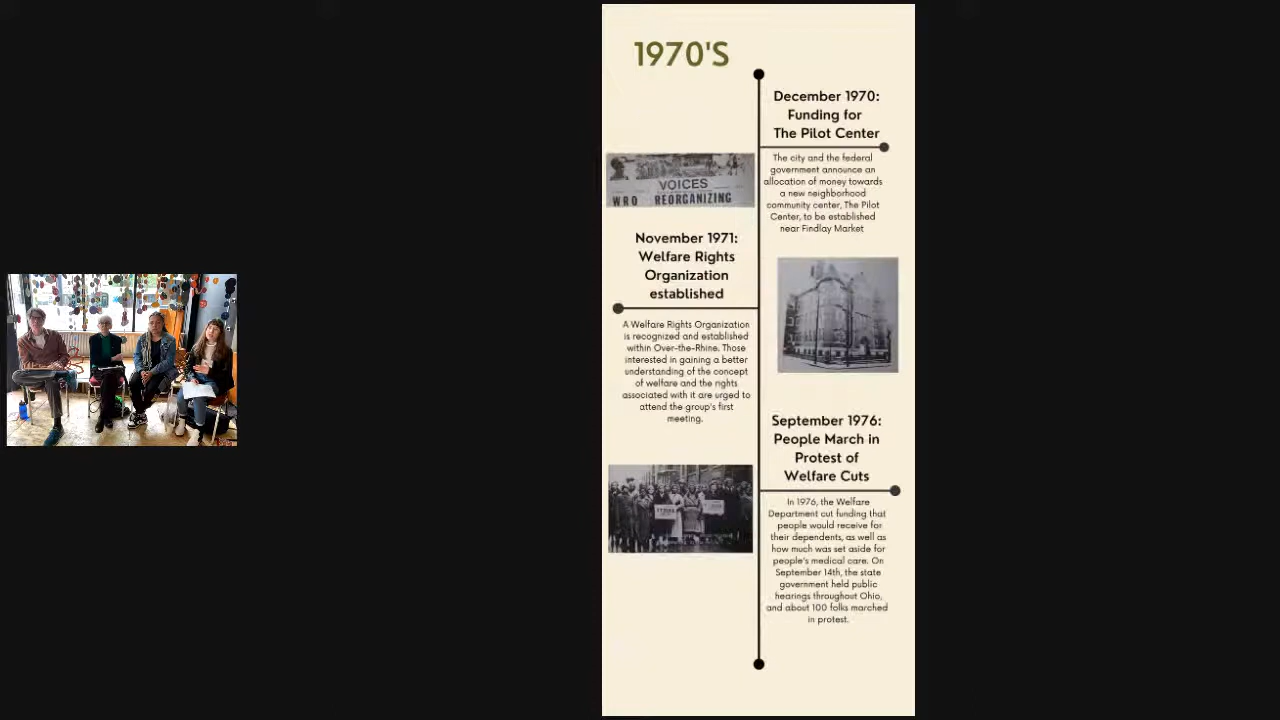 1970'S
December 1970:
Funding for
The Pilot Center
The city and the federal
government announce an
allocation of money towards
a new neighborhood
community center, The Pilot
Center, to be established
near Findlay Market
VOICES
WRO REORGANIZING
November 1971:
Welfare Rights
Organization
established
A Welfare Rights Organization
is recognized and established
within Over-the-Rhine. Those
interested in gaining a better
understanding of the concept
of welfare and the rights
associated with it are urged to
attend the group's first
meeting.
September 1976:
People March in
Protest of
Welfare Cuts
In 1976, the Welfare
Department cut funding that
people would receive for
their dependents, as well as
how much was set aside for
people's medical care. On
September 14th, the state
government held public
hearings throughout Ohio,
and about 100 folks marched
in protest.